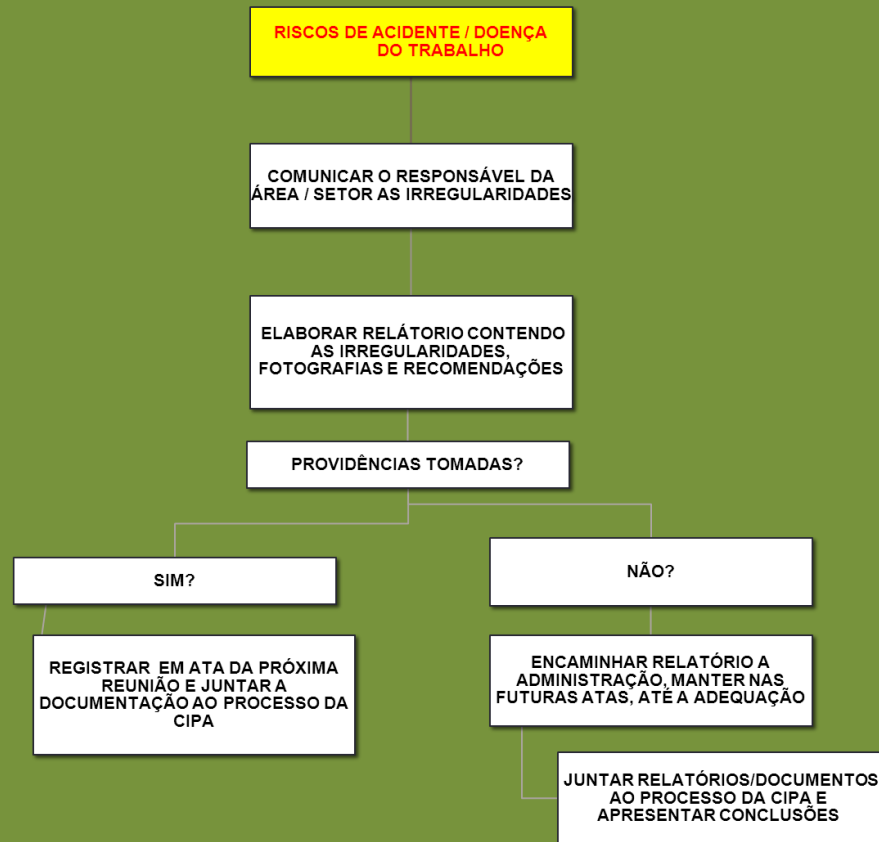 RISCOS DE ACIDENTE / DOENÇA
DO TRABALHO
COMUNICAR O RESPONSÁVEL DA
ÁREA / SETOR AS IRREGULARIDADES
ELABORAR RELÁTORIO CONTENDO
AS IRREGULARIDADES,
FOTOGRAFIAS E RECOMENDAÇÕES
PROVIDÊNCIAS TOMADAS?
SIM?
NÃO?
REGISTRAR EM ATA DA PRÓXIMA
REUNIÃO E JUNTAR A
DOCUMENTAÇÃO AO PROCESSO DA
CIPA
ENCAMINHAR RELATÓRIO A
ADMINISTRAÇÃO, MANTER NAS
FUTURAS ATAS, ATÉ A ADEQUAÇÃO
JUNTAR RELATÓRIOS/DOCUMENTOS
AO PROCESSO DA CIPA E
APRESENTAR CONCLUSÕES